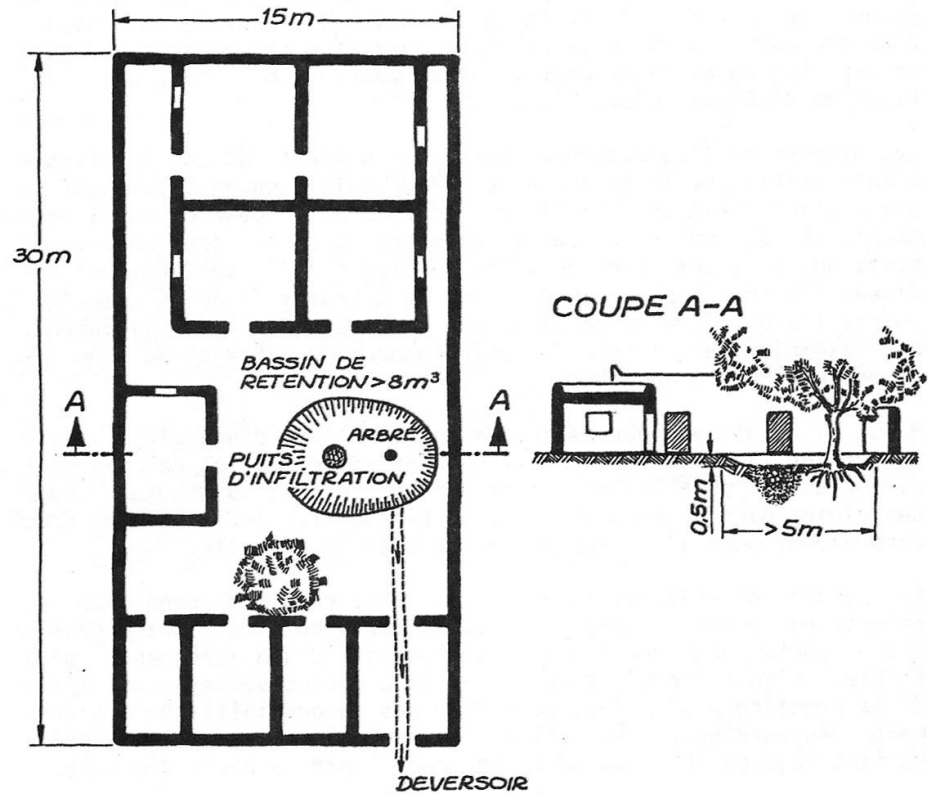 15m
30m
BASSIN DE
RETENTION > 8m³
A
A
ARBRE
PUITS
D'INFILTRATION
DEVERSOIR
COUPE A-A
0,5m
>5m